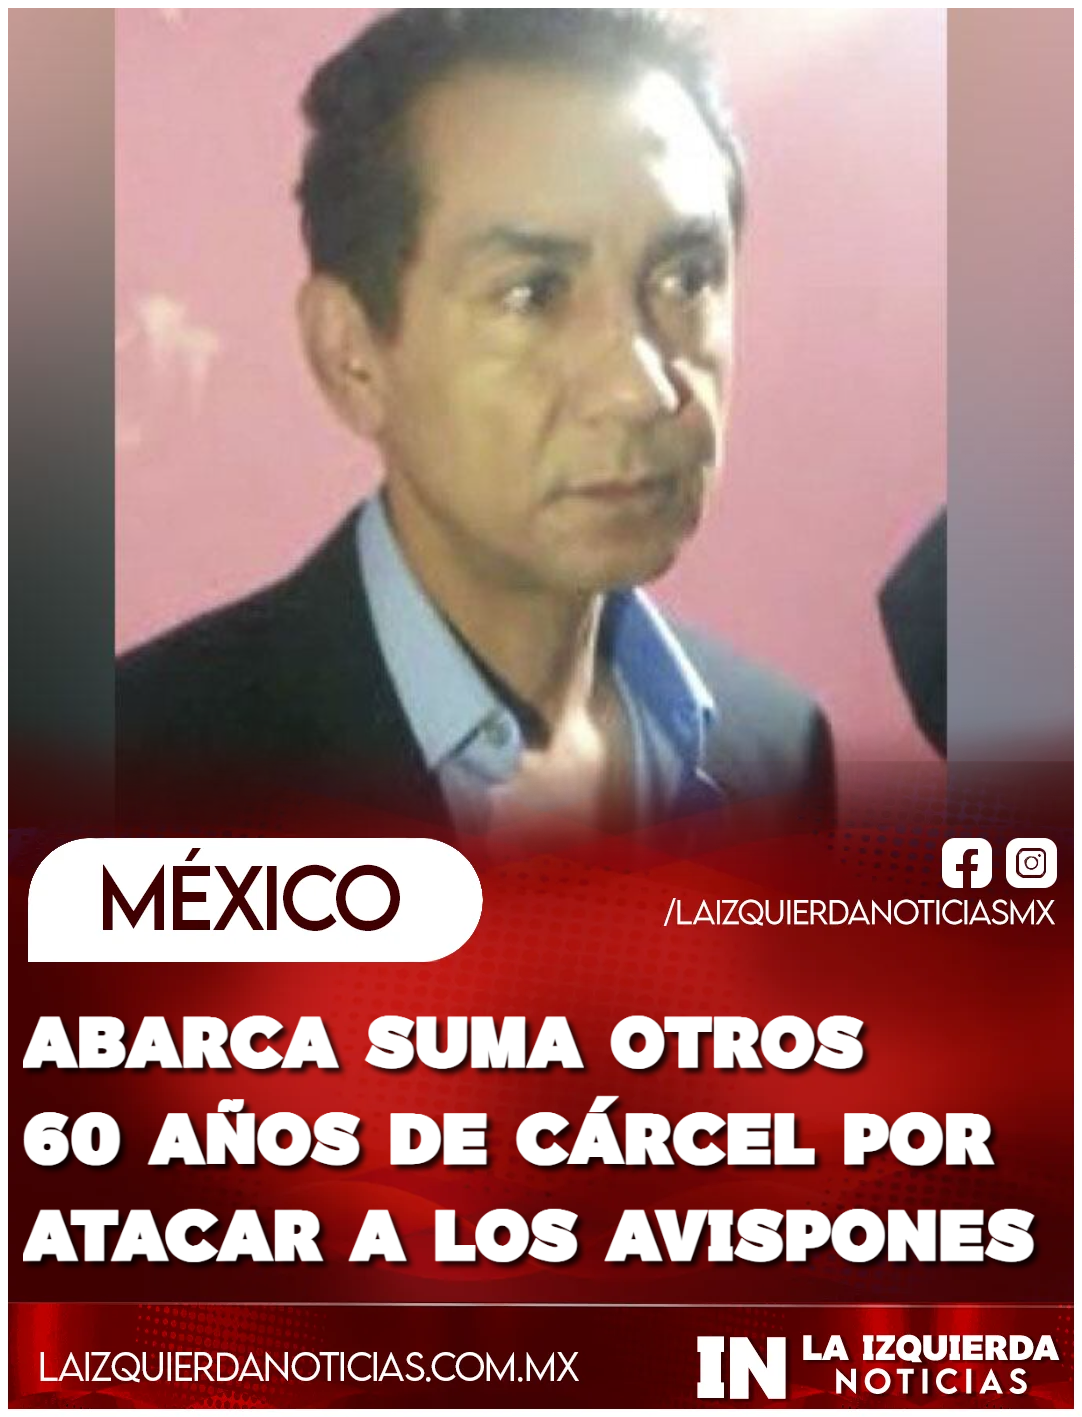 MÉXICO
/LAIZQUIERDANOTICIASMX
ABARCA SUMA OTROS
60 AÑOS DE CÁRCEL POR
ATACAR A LOS AVISPONES
LAIZQUIERDANOTICIAS.COM.MX
IN LA IZQUIERDA
NOTICIAS